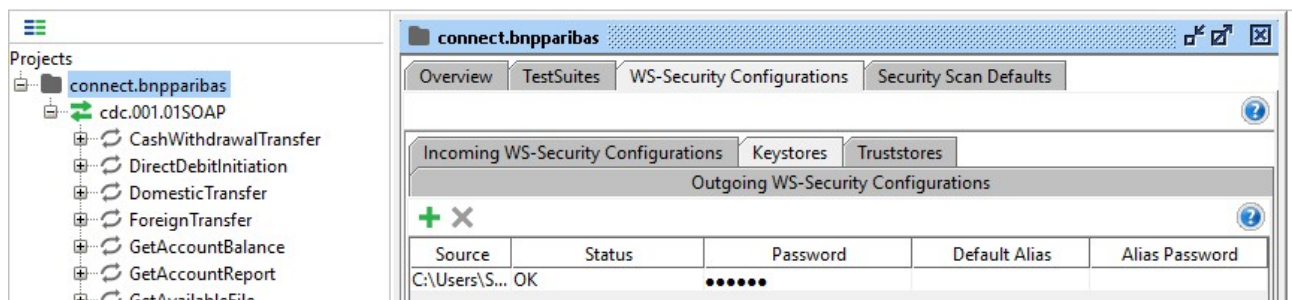 Projects
connect.bnpparibas
cdc.001.01SOAP
CashWithdrawalTransfer
DirectDebitInitiation
DomesticTransfer
ForeignTransfer
GetAccountBalance
GetAccountReport
GetAvailableFile
connect.bnpparibas
Overview TestSuites WS-Security Configurations Security Scan Defaults
Incoming WS-Security Configurations Keystores Truststores
Outgoing WS-Security Configurations
Source Status Password Default Alias Alias Password
C:\Users\S... OK ●●●●●●